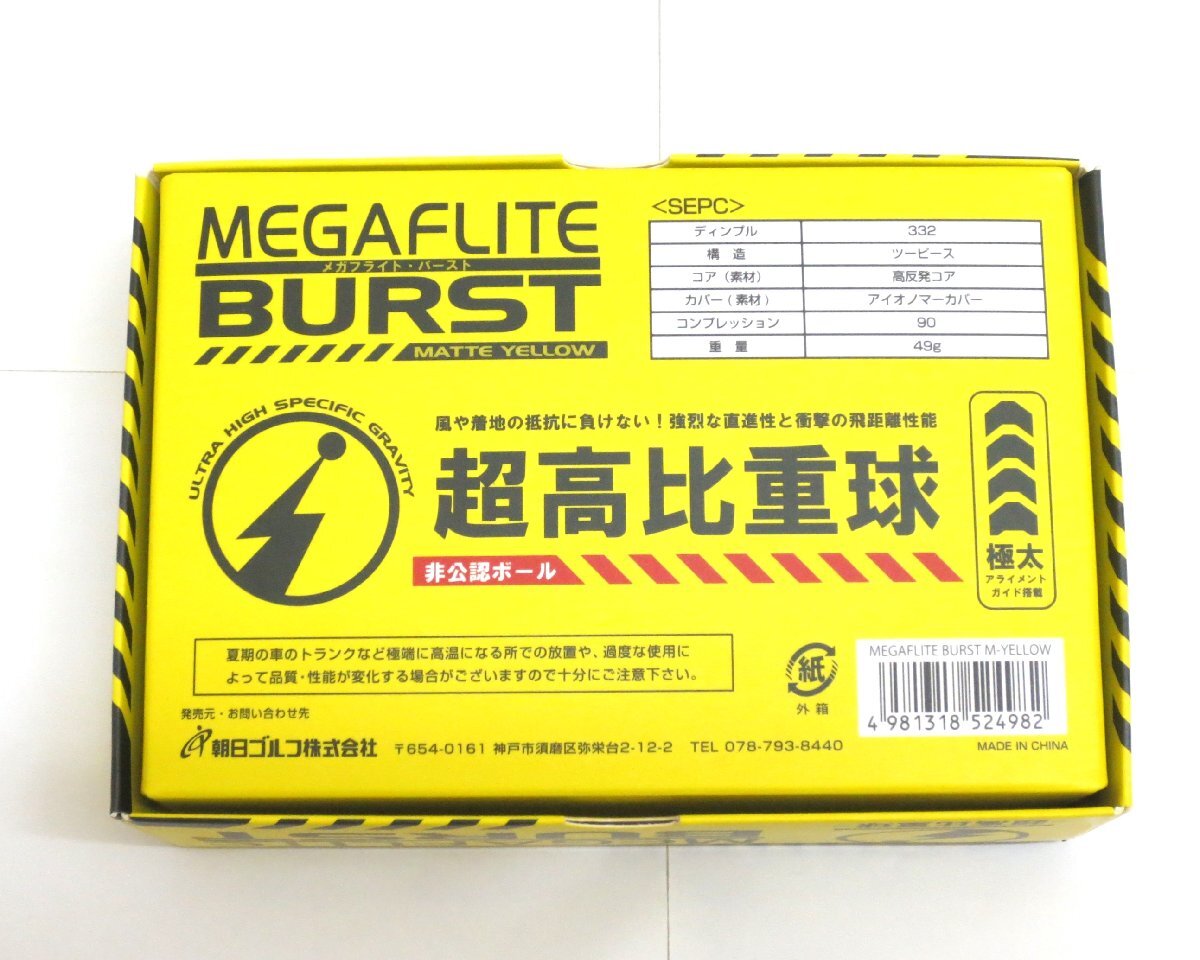 MEGAFLITE
メガフライト・バースト
BURST
MATTE YELLOW
<SEPC>
ディンプル 332
構造 ツーピース
コア（素材） 高反発コア
カバー（素材） アイオノマーカバー
コンプレッション 90
重量 49g
ULTRA HIGH SPECIFIC GRAVITY
風や着地の抵抗に負けない！強烈な直進性と衝撃の飛距離性能
超高比重球
非公認ボール
極太
アライメント
ガイド搭載
夏期の車のトランクなど極端に高温になる所での放置や、過度な使用に
よって品質・性能が変化する場合がございますので十分にご注意下さい。
紙
外箱
MEGAFLITE BURST M-YELLOW
4 981318 524982
発売元・お問い合わせ先
朝日ゴルフ株式会社 〒654-0161 神戸市須磨区弥栄台2-12-2 TEL 078-793-8440
MADE IN CHINA